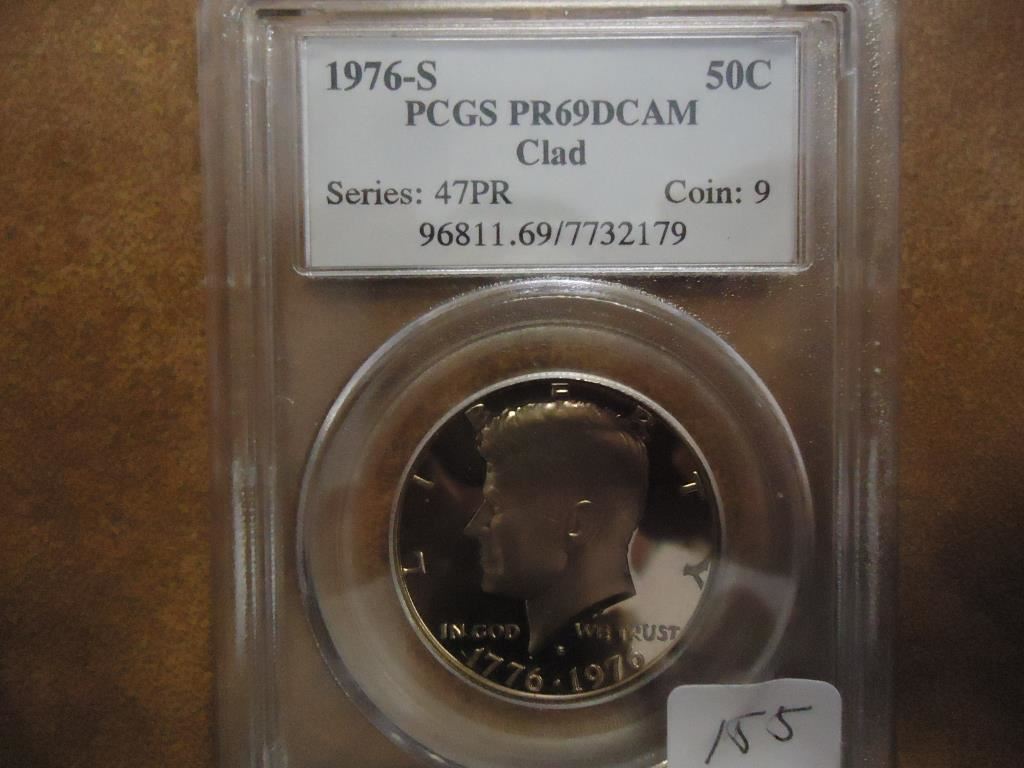 1976-S 50C
PCGS PR69DCAM
Clad
Series: 47PR Coin: 9
96811.69/7732179
LIBERTY
IN GOD WE TRUST
1776 · 1976
155